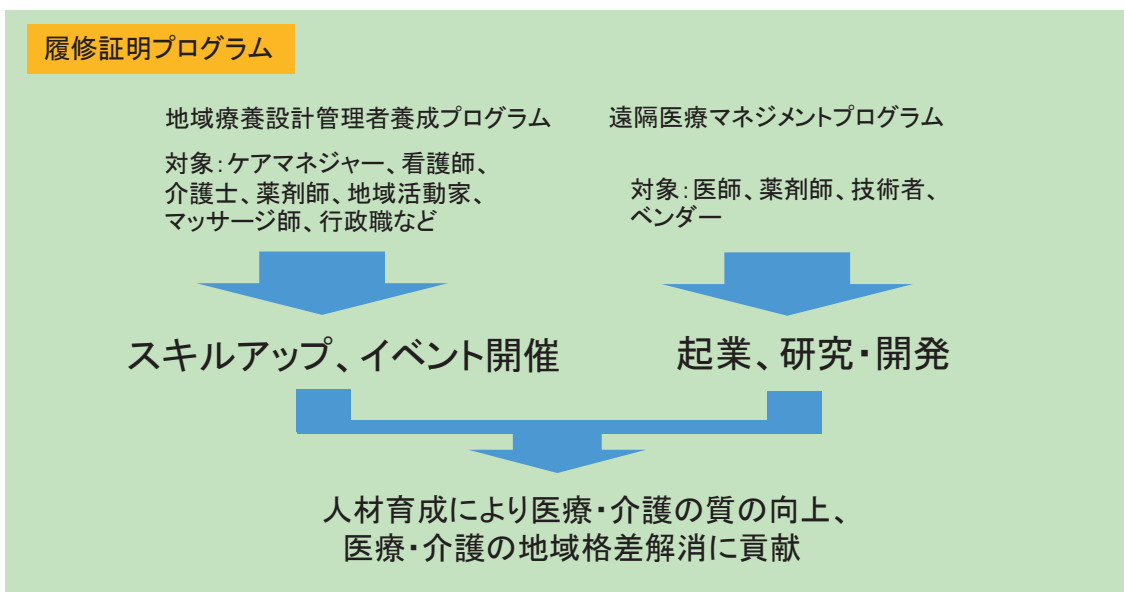 履修証明プログラム
地域療養設計管理者養成プログラム
対象：ケアマネジャー、看護師、
介護士、薬剤師、地域活動家、
マッサージ師、行政職など
遠隔医療マネジメントプログラム
対象：医師、薬剤師、技術者、
ベンダー
スキルアップ、イベント開催
起業、研究・開発
人材育成により医療・介護の質の向上、
医療・介護の地域格差解消に貢献